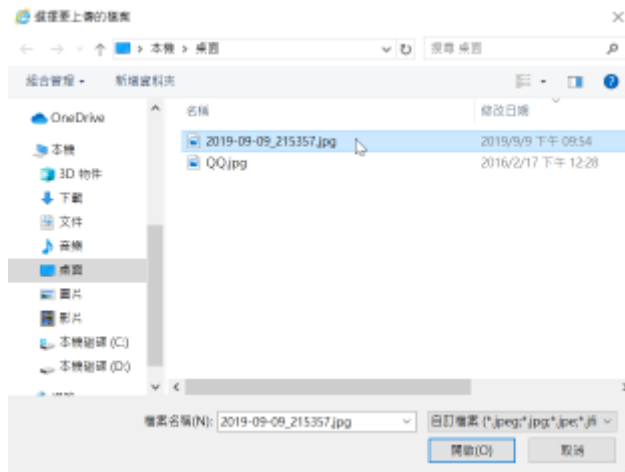 選擇要上傳的檔案
本機 › 桌面
搜尋 桌面
組合管理
新增資料夾
名稱
修改日期
OneDrive
2019-09-09_215357.jpg
2019/9/9 下午 09:54
本機
QQ.jpg
2016/2/17 下午 12:28
3D 物件
下載
文件
音樂
桌面
圖片
影片
本機磁碟 (C:)
本機磁碟 (D:)
檔案名稱(N):
2019-09-09_215357.jpg
自訂檔案 (*.jpeg;*.jpg;*.jpe;*.jfi
開啟(O)
取消